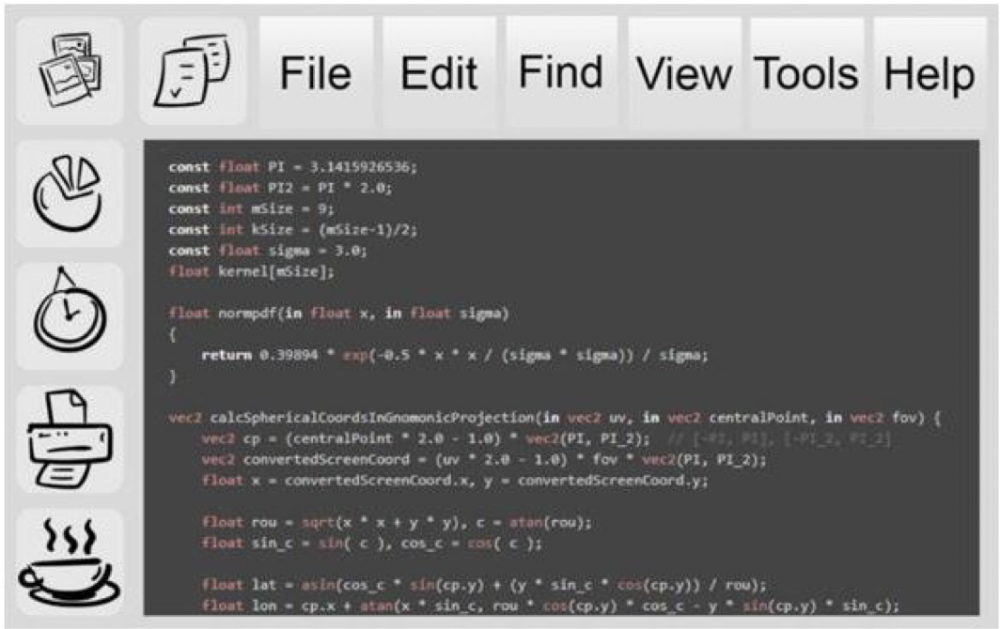 File Edit Find View Tools Help
const float PI = 3.1415926536;
const float PI2 = PI * 2.0;
const int mSize = 9;
const int kSize = (mSize-1)/2;
const float sigma = 3.0;
float kernel[mSize];
float normpdf(in float x, in float sigma)
{
return 0.39894 * exp(-0.5 * x * x / (sigma * sigma)) / sigma;
}
vec2 calcSphericalCoordsInGnomonicProjection(in vec2 uv, in vec2 centralPoint, in vec2 fov) {
vec2 cp = (centralPoint * 2.0 - 1.0) * vec2(PI, PI_2); // [-PI, PI], [-PI_2, PI_2]
vec2 convertedScreenCoord = (uv * 2.0 - 1.0) * fov * vec2(PI, PI_2);
float x = convertedScreenCoord.x, y = convertedScreenCoord.y;
float rou = sqrt(x * x + y * y), c = atan(rou);
float sin_c = sin( c ), cos_c = cos( c );
float lat = asin(cos_c * sin(cp.y) + (y * sin_c * cos(cp.y)) / rou);
float lon = cp.x + atan(x * sin_c, rou * cos(cp.y) * cos_c - y * sin(cp.y) * sin_c);